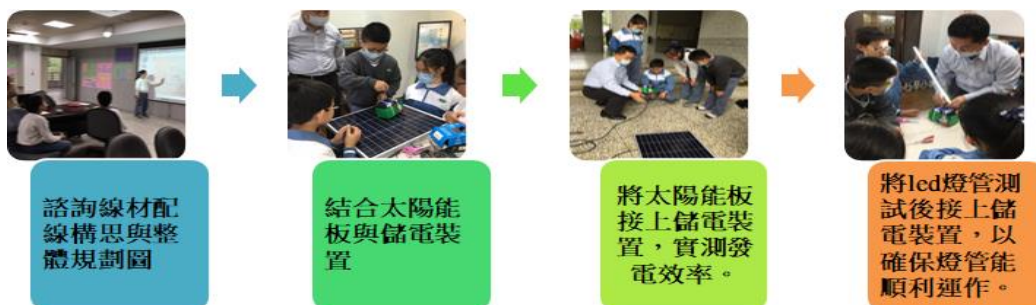 諮詢線材配
線構思與整
體規劃圖
結合太陽能
板與儲電裝
置
將太陽能板
接上儲電裝
置，實測發
電效率。
將led燈管測
試後接上儲
電裝置，以
確保燈管能
順利運作。